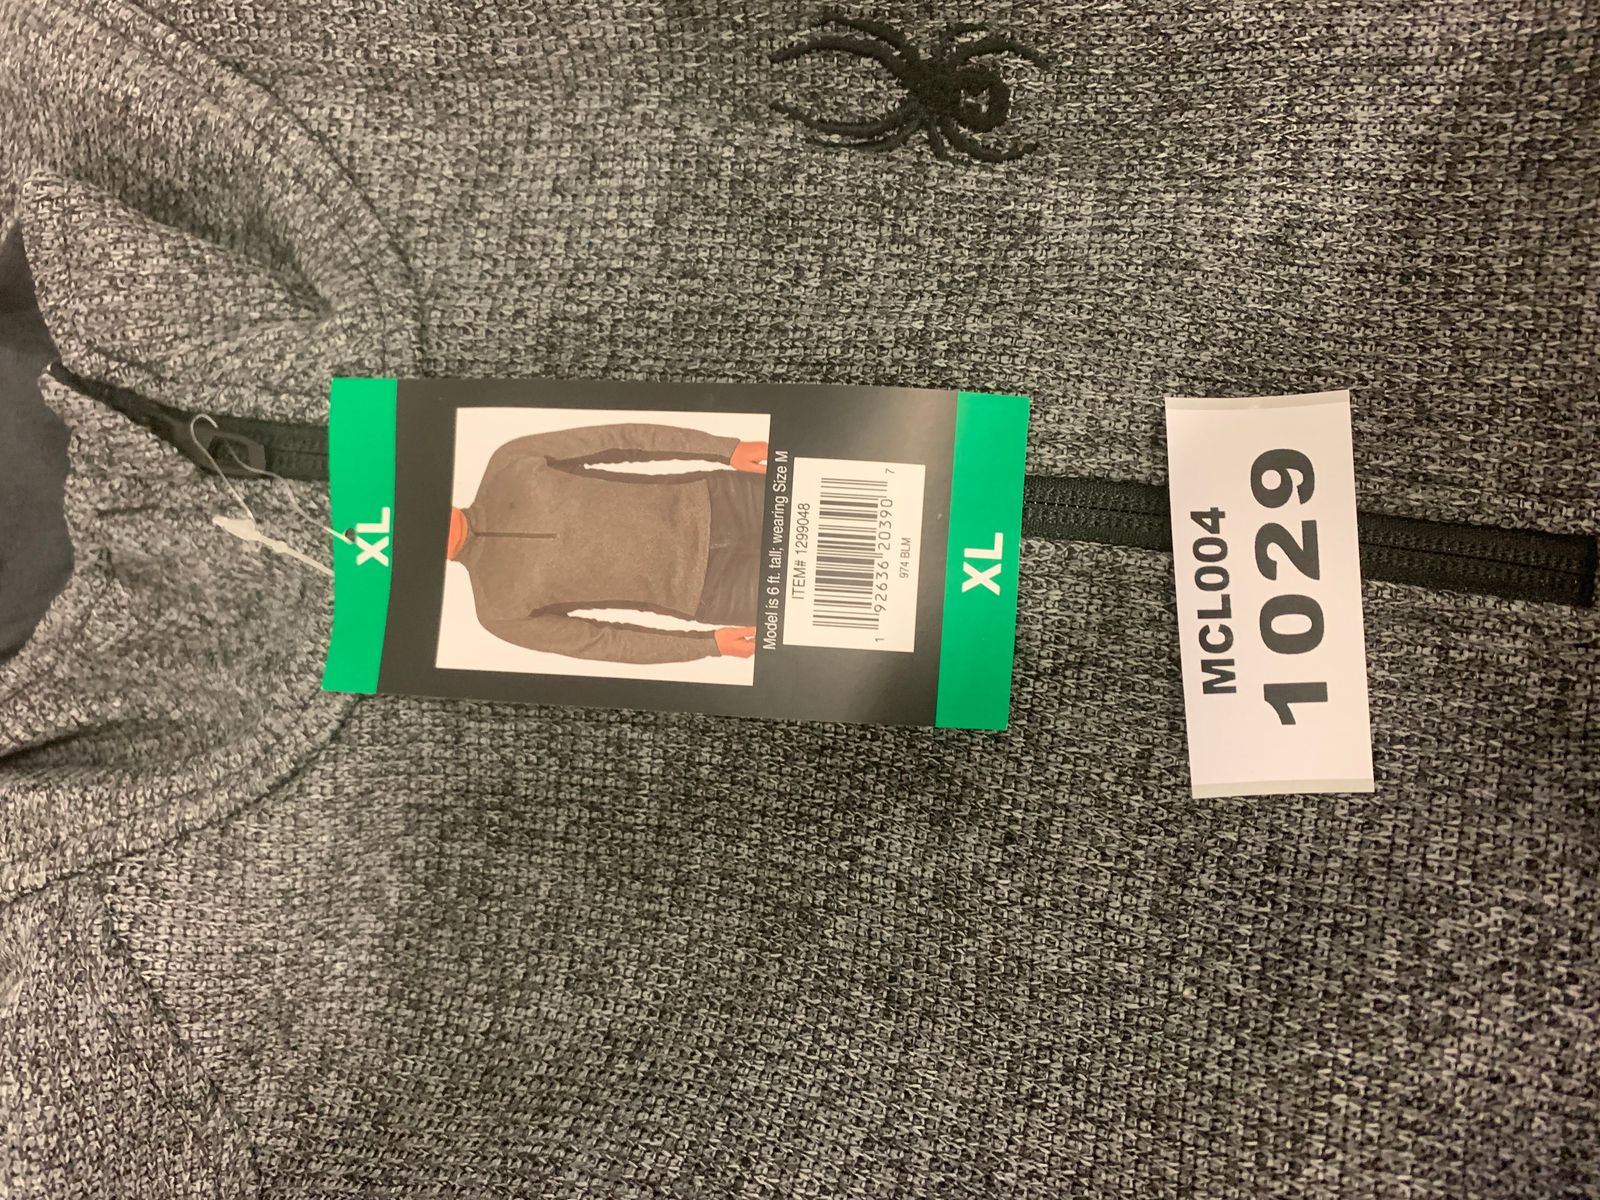 XL
Model is 6 ft. tall; wearing Size M
ITEM# 1299048
1 92636 20390 7
974 BLM
XL
MCL004
1029